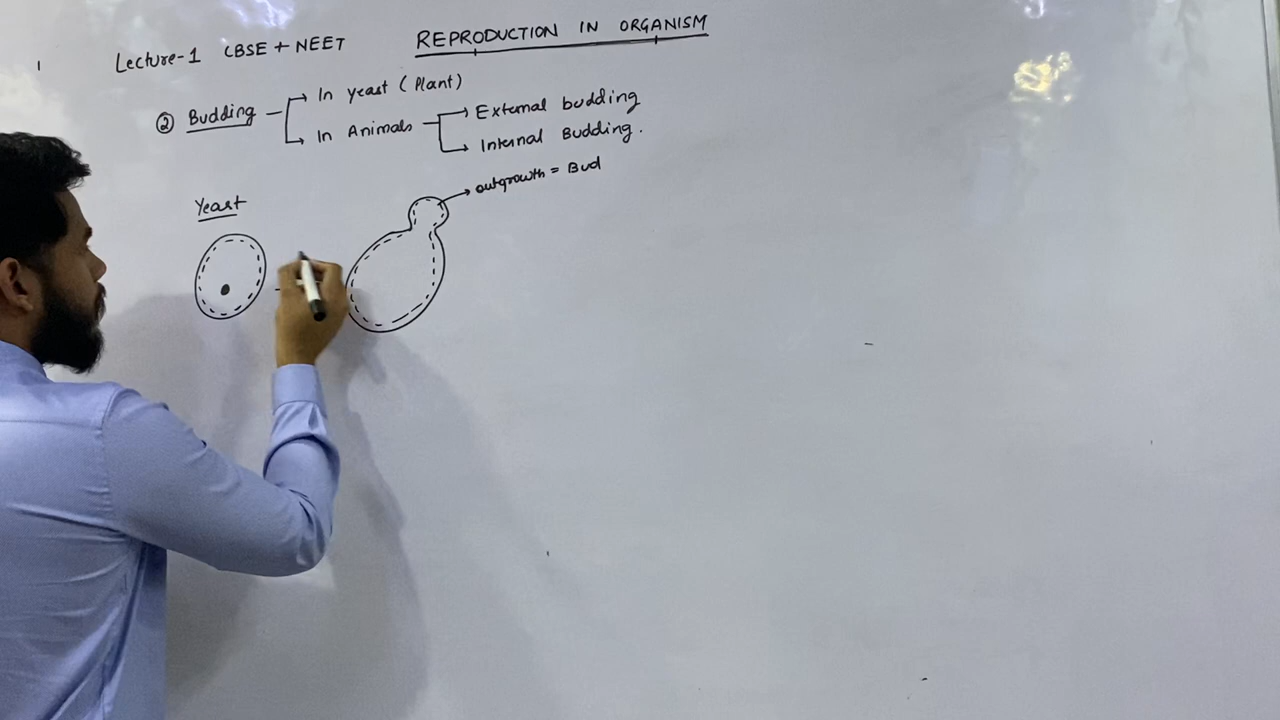 Lecture-1 CBSE + NEET REPRODUCTION IN ORGANISM
② Budding In yeast (Plant)
In Animals External budding
Internal Budding.
outgrowth = Bud
Yeast